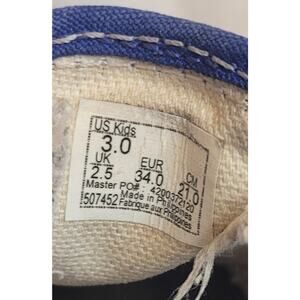 US Kids
3.0
UK EUR CM
2.5 34.0 21.0
Master PO#: 4200372120
Made in Philippines
507452 Fabrique aux Philippines